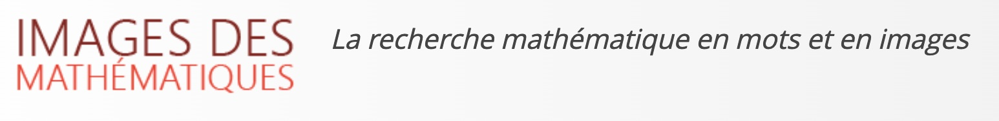 IMAGES DES
MATHÉMATIQUES
La recherche mathématique en mots et en images